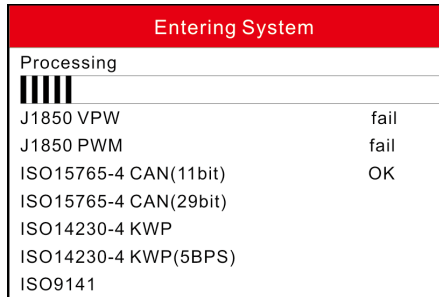 Entering System
Processing
J1850 VPW fail
J1850 PWM fail
ISO15765-4 CAN(11bit) OK
ISO15765-4 CAN(29bit)
ISO14230-4 KWP
ISO14230-4 KWP(5BPS)
ISO9141